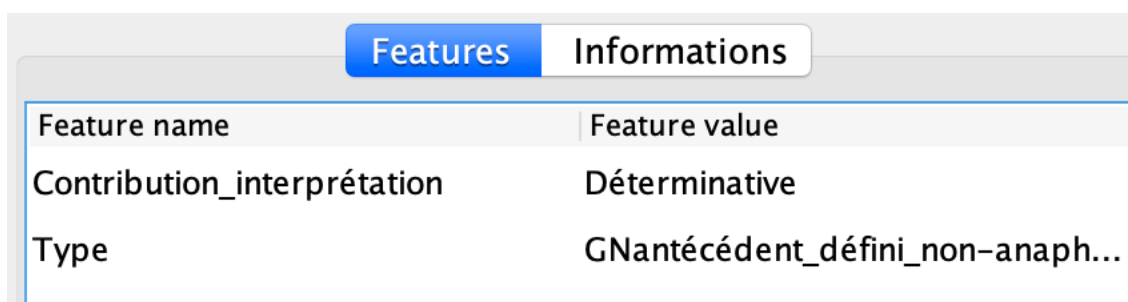 Features Informations
Feature name Feature value
Contribution_interprétation Déterminative
Type GNantécédent_défini_non-anaph...